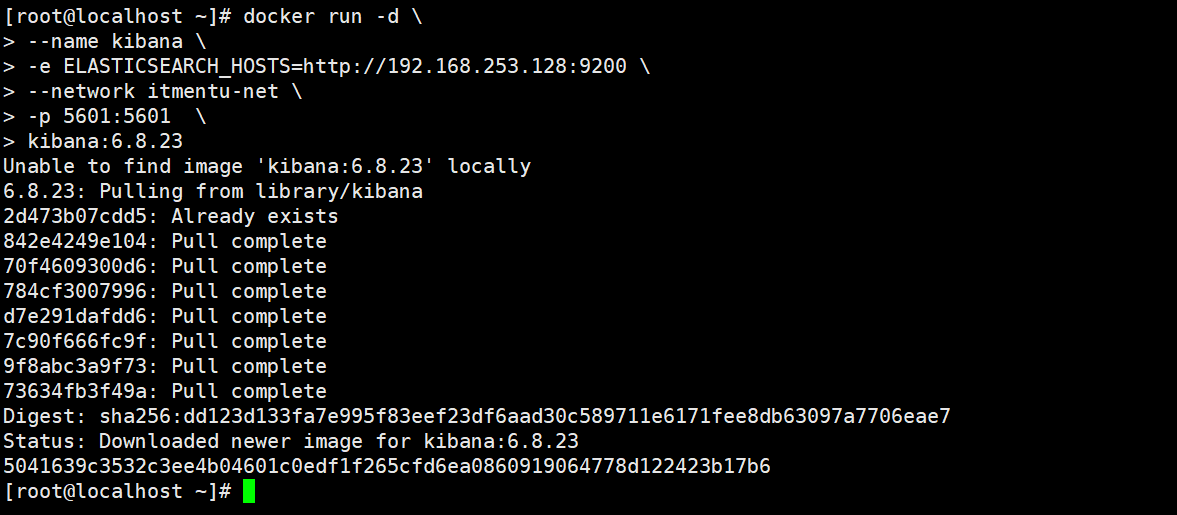 [root@localhost ~]# docker run -d \
> --name kibana \
> -e ELASTICSEARCH_HOSTS=http://192.168.253.128:9200 \
> --network itmentu-net \
> -p 5601:5601  \
> kibana:6.8.23
Unable to find image 'kibana:6.8.23' locally
6.8.23: Pulling from library/kibana
2d473b07cdd5: Already exists
842e4249e104: Pull complete
70f4609300d6: Pull complete
784cf3007996: Pull complete
d7e291dafdd6: Pull complete
7c90f666fc9f: Pull complete
9f8abc3a9f73: Pull complete
73634fb3f49a: Pull complete
Digest: sha256:dd123d133fa7e995f83eef23df6aad30c589711e6171fee8db63097a7706eae7
Status: Downloaded newer image for kibana:6.8.23
5041639c3532c3ee4b04601c0edf1f265cfd6ea0860919064778d122423b17b6
[root@localhost ~]#